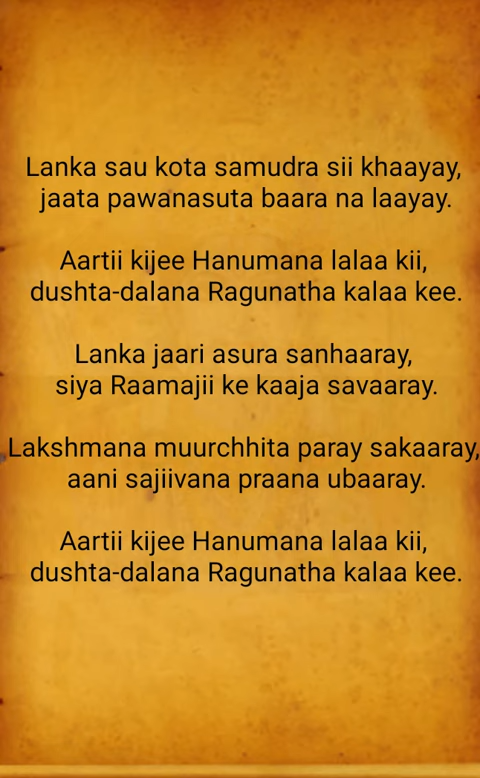 Lanka sau kota samudra sii khaayay,
jaata pawanasuta baara na laayay.
Aartii kijee Hanumana lalaa kii,
dushta-dalana Ragunatha kalaa kee.
Lanka jaari asura sanhaaray,
siya Raamajii ke kaaja savaaray.
Lakshmana muurchhita paray sakaaray,
aani sajiivana praana ubaaray.
Aartii kijee Hanumana lalaa kii,
dushta-dalana Ragunatha kalaa kee.